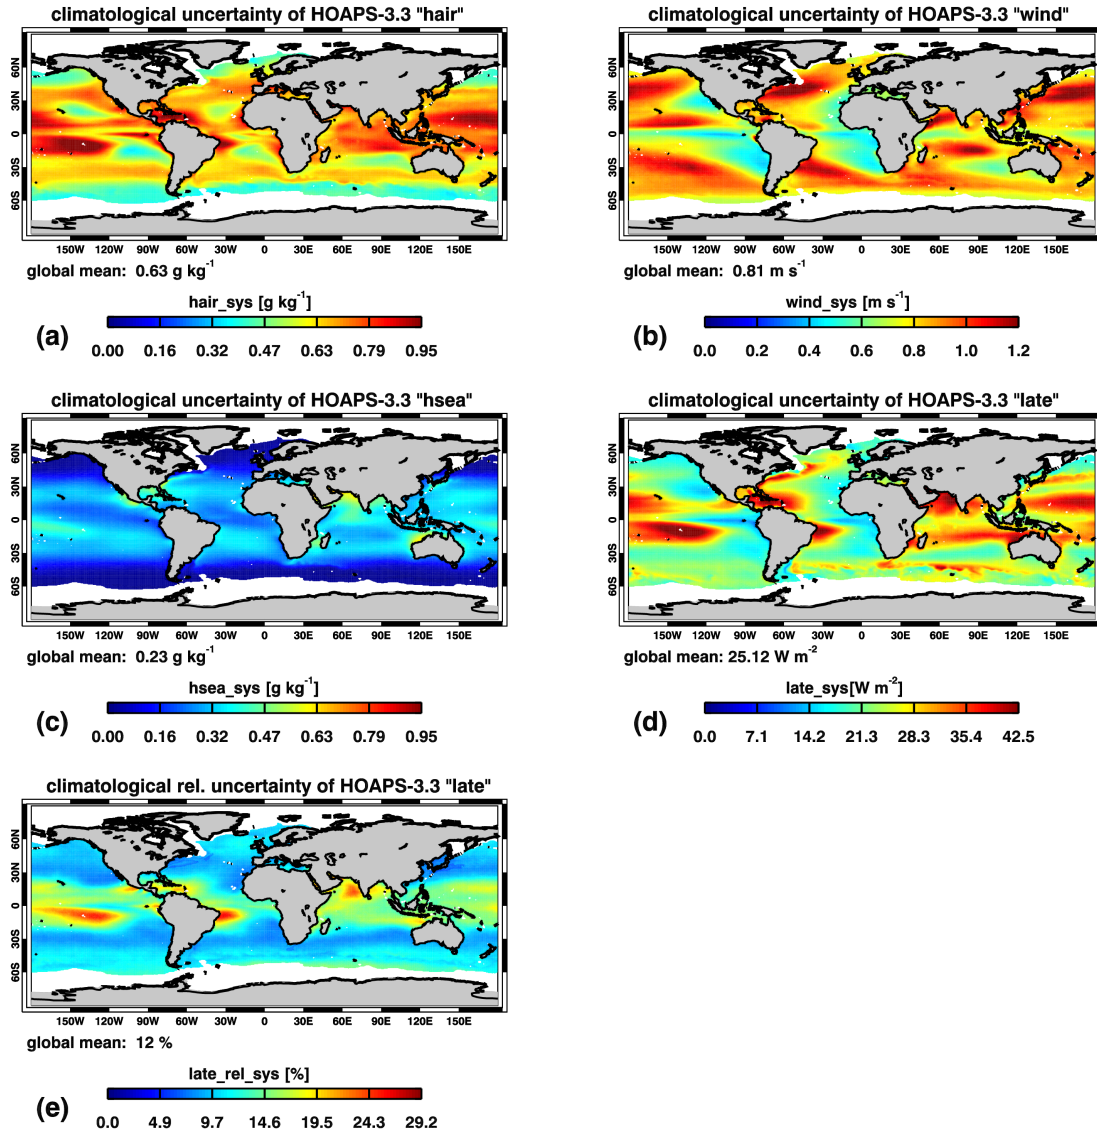 climatological uncertainty of HOAPS-3.3 "hair"
60N
30N
0
30S
60S
150W 120W 90W 60W 30W 0 30E 60E 90E 120E 150E
global mean: 0.63 g kg⁻¹
hair_sys [g kg⁻¹]
(a)
0.00 0.16 0.32 0.47 0.63 0.79 0.95
climatological uncertainty of HOAPS-3.3 "wind"
60N
30N
0
30S
60S
150W 120W 90W 60W 30W 0 30E 60E 90E 120E 150E
global mean: 0.81 m s⁻¹
wind_sys [m s⁻¹]
(b)
0.0 0.2 0.4 0.6 0.8 1.0 1.2
climatological uncertainty of HOAPS-3.3 "hsea"
60N
30N
0
30S
60S
150W 120W 90W 60W 30W 0 30E 60E 90E 120E 150E
global mean: 0.23 g kg⁻¹
hsea_sys [g kg⁻¹]
(c)
0.00 0.16 0.32 0.47 0.63 0.79 0.95
climatological uncertainty of HOAPS-3.3 "late"
60N
30N
0
30S
60S
150W 120W 90W 60W 30W 0 30E 60E 90E 120E 150E
global mean: 25.12 W m⁻²
late_sys[W m⁻²]
(d)
0.0 7.1 14.2 21.3 28.3 35.4 42.5
climatological rel. uncertainty of HOAPS-3.3 "late"
60N
30N
0
30S
60S
150W 120W 90W 60W 30W 0 30E 60E 90E 120E 150E
global mean: 12 %
late_rel_sys [%]
(e)
0.0 4.9 9.7 14.6 19.5 24.3 29.2